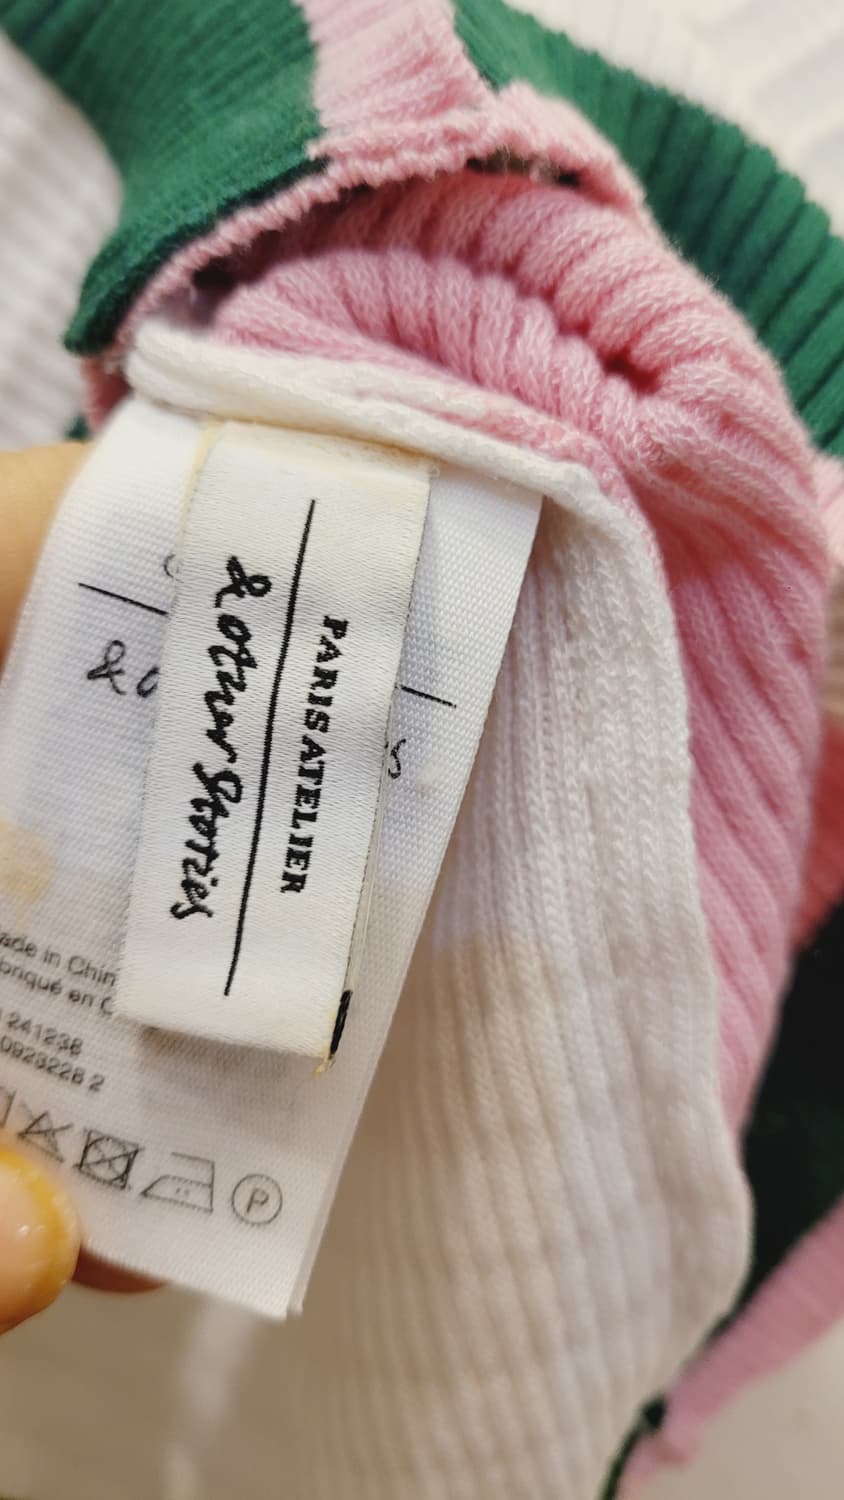 PARIS ATELIER
& other Stories
&
ade in Chin
briqué en C
241238
0923228 2
P